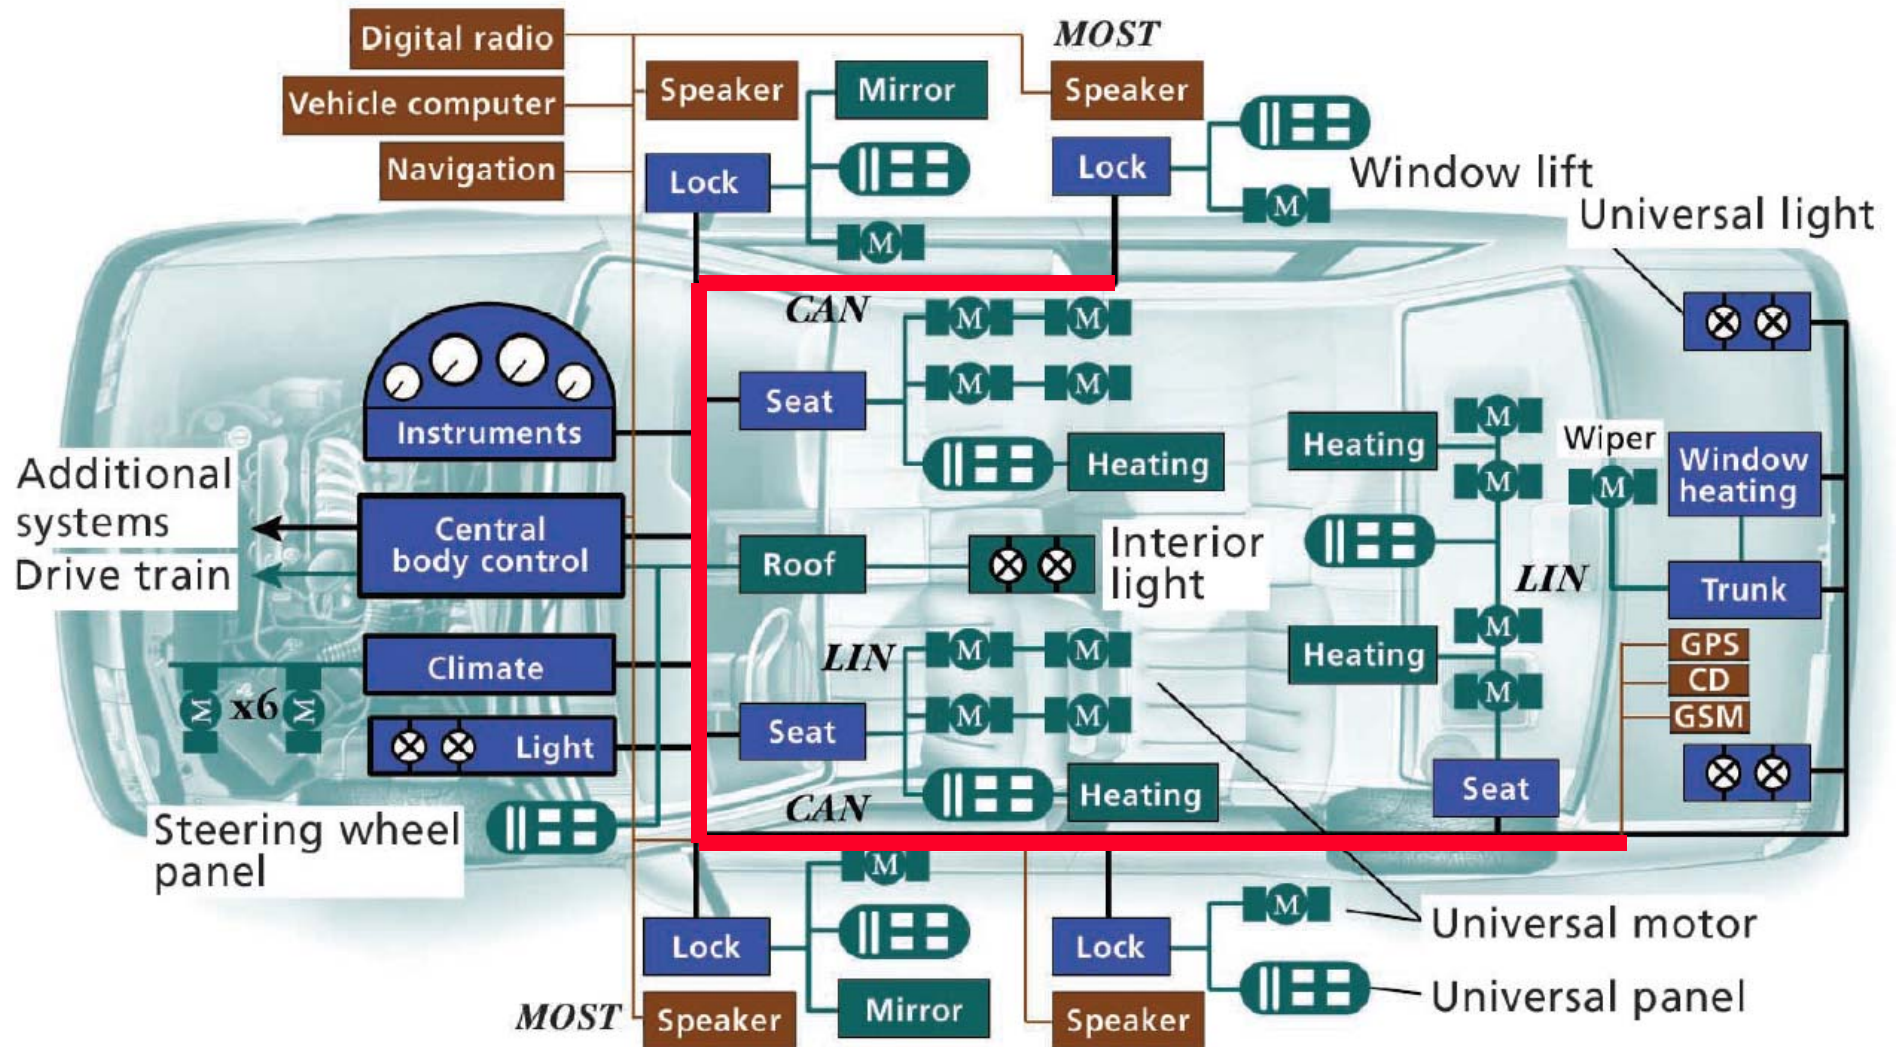 Digital radio
MOST
Speaker
Mirror
Speaker
Vehicle computer
Navigation
Lock
Lock
Window lift
Universal light
M
M
CAN
M
M
M
M
Seat
Instruments
Heating
M
Heating
Wiper
M
M
Window
heating
Additional
systems
Central
body control
Drive train
Roof
Interior
light
LIN
Trunk
Climate
LIN
M
M
M
Heating
GPS
CD
GSM
M
x6
M
M
M
M
Light
Seat
Seat
Heating
CAN
Steering wheel
panel
M
M
Universal motor
Lock
Lock
Universal panel
Mirror
MOST
Speaker
Speaker